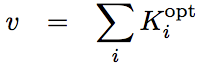 v = ∑_i K_i^opt